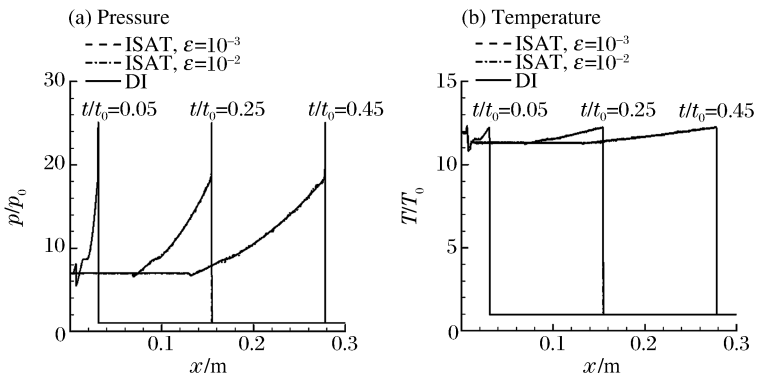 (a) Pressure
ISAT, ε=10⁻³
ISAT, ε=10⁻²
DI
t/t₀=0.05 t/t₀=0.25 t/t₀=0.45
30
20
10
0
p/p₀
0.1 0.2 0.3
x/m
(b) Temperature
ISAT, ε=10⁻³
ISAT, ε=10⁻²
DI
t/t₀=0.05 t/t₀=0.25 t/t₀=0.45
15
10
5
0
T/T₀
0.1 0.2 0.3
x/m